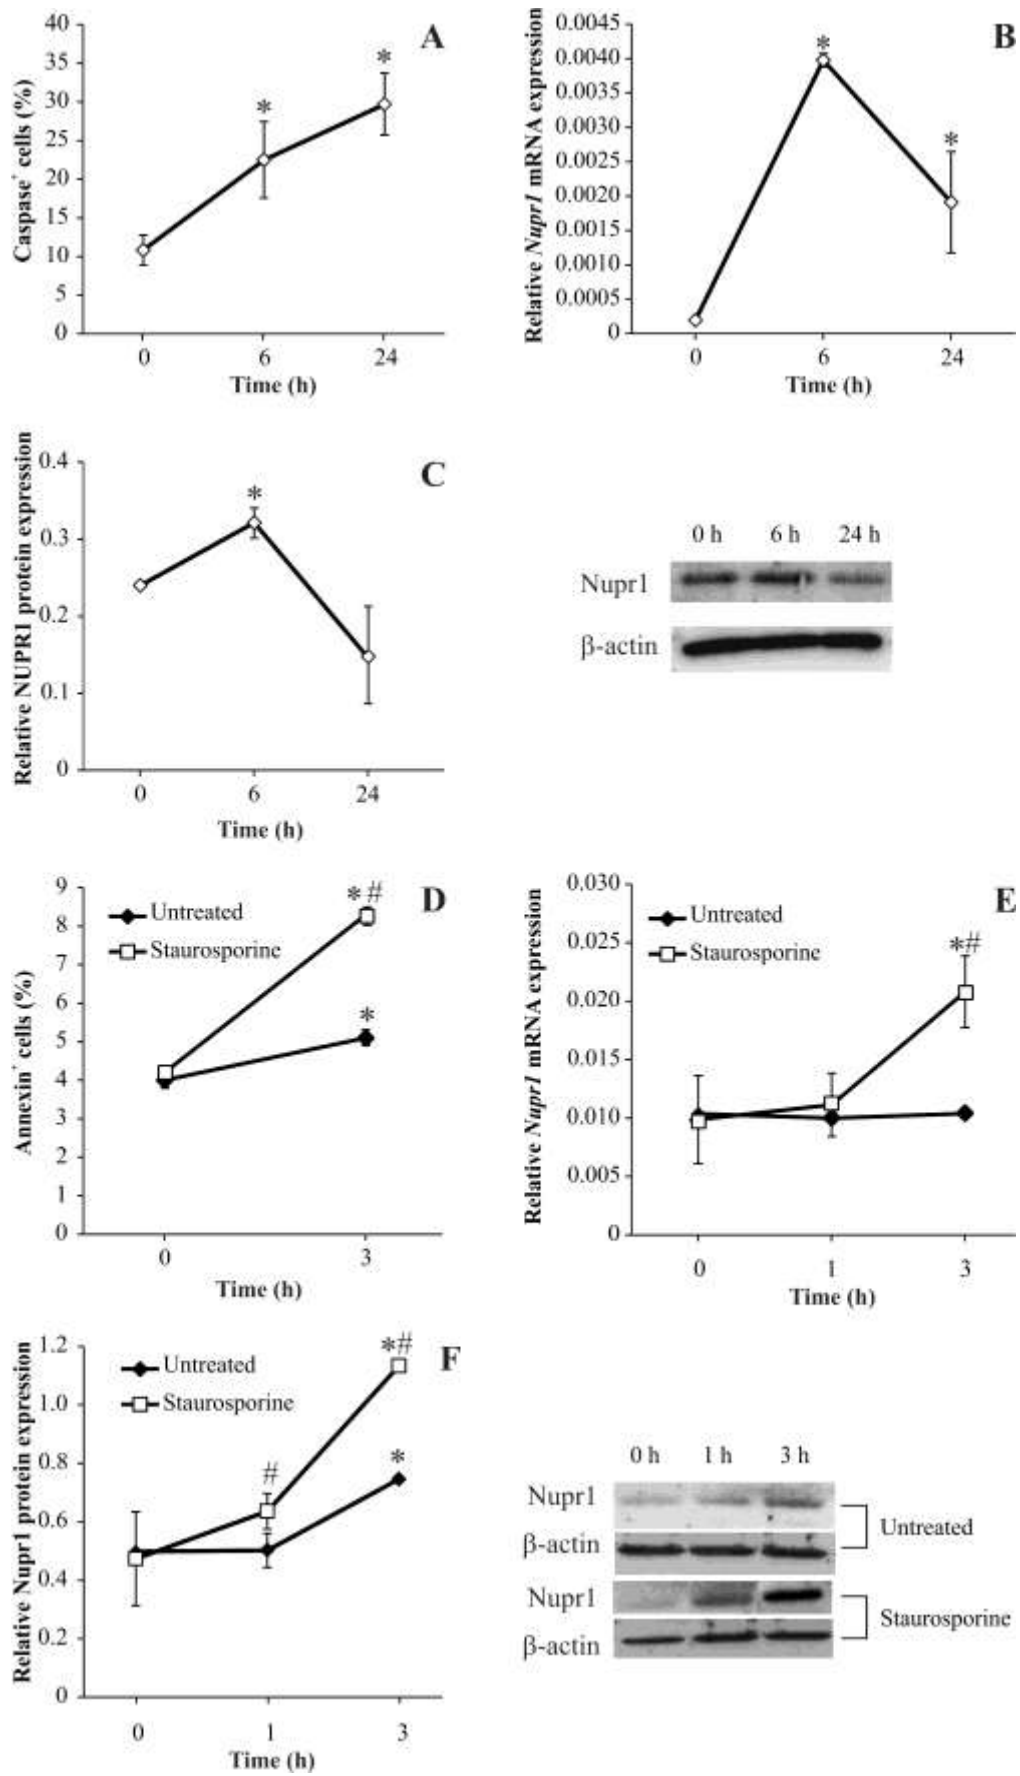 A
Caspase+ cells (%)
40
35
30
25
20
15
10
5
0
* *
0 6 24
Time (h)
B
Relative Nupr1 mRNA expression
0.0045
0.0040
0.0035
0.0030
0.0025
0.0020
0.0015
0.0010
0.0005
0
* *
0 6 24
Time (h)
C
Relative NUPR1 protein expression
0.4
0.3
0.2
0.1
0
*
0 6 24
Time (h)
0 h 6 h 24 h
Nupr1
β-actin
D
Annexin+ cells (%)
9
8
7
6
5
4
3
2
1
0
Untreated
Staurosporine
*#
*
0 3
Time (h)
E
Relative Nupr1 mRNA expression
0.030
0.025
0.020
0.015
0.010
0.005
0
Untreated
Staurosporine
*#
0 1 3
Time (h)
F
Relative Nupr1 protein expression
1.2
1.0
0.8
0.6
0.4
0.2
0
Untreated
Staurosporine
*#
#
*
0 1 3
Time (h)
0 h 1 h 3 h
Nupr1
β-actin
Untreated
Nupr1
β-actin
Staurosporine